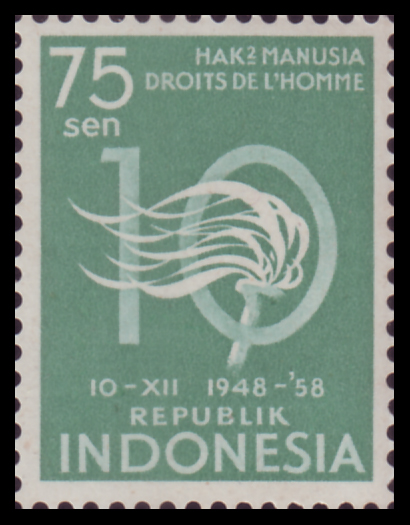 75
sen
HAK2 MANUSIA
DROITS DE L'HOMME
10
10-XII 1948-'58
REPUBLIK
INDONESIA